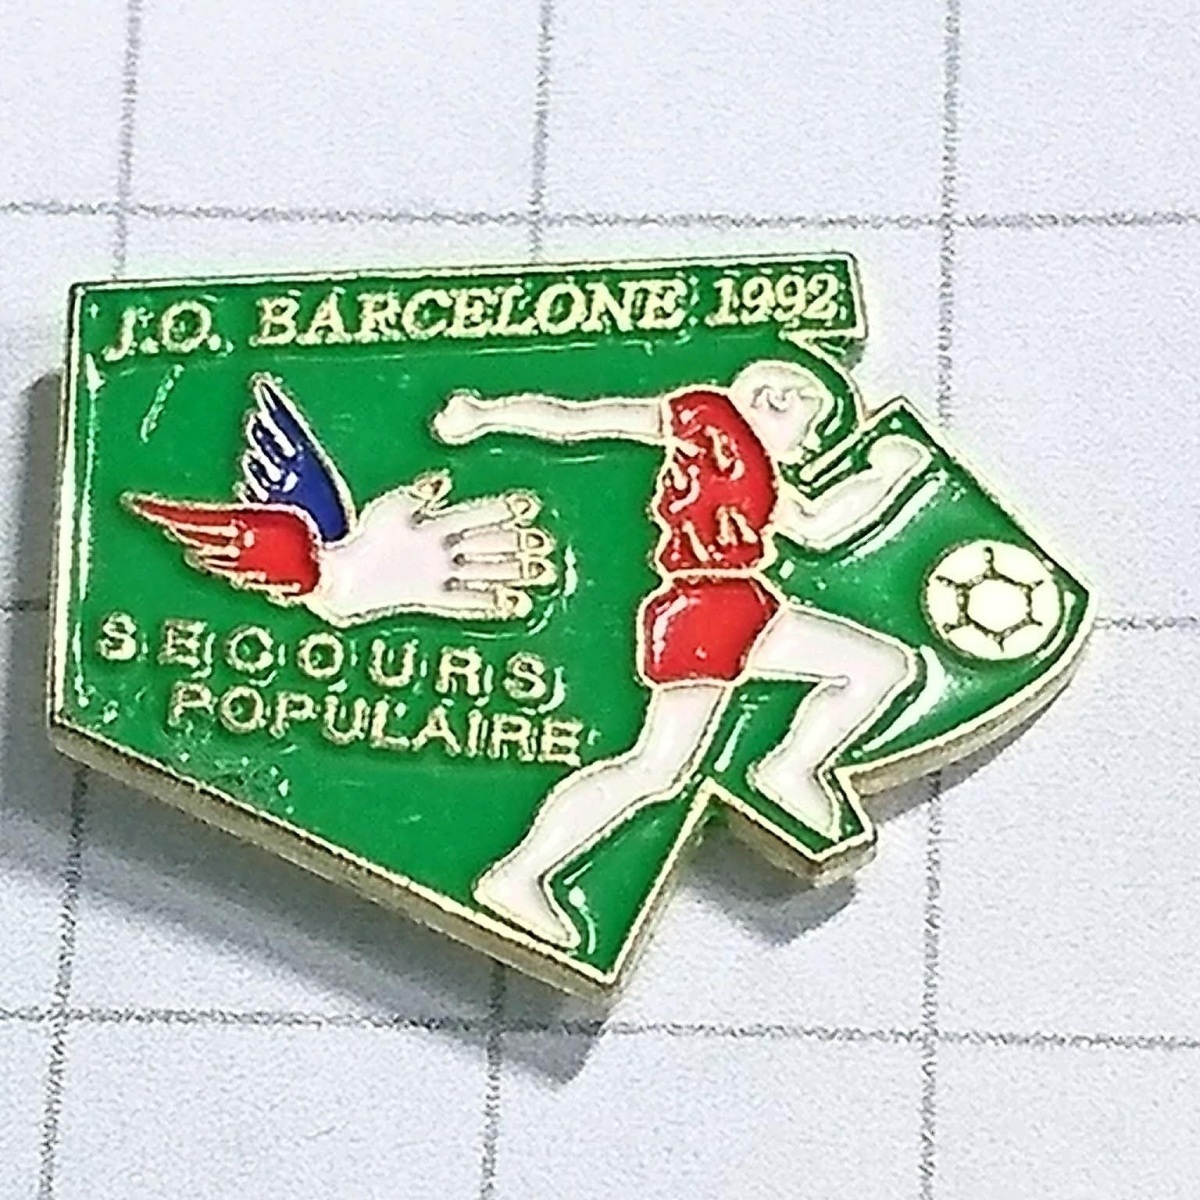 J.O. BARCELONE 1992
SECOURS
POPULAIRE